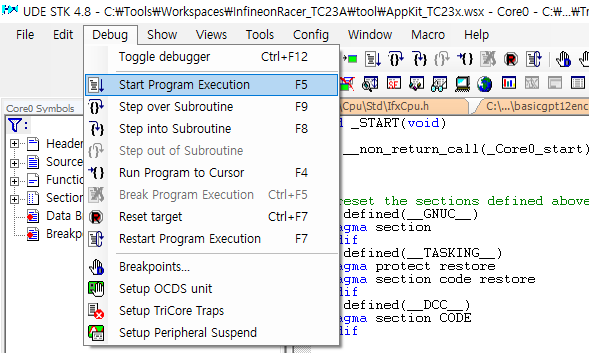 UDE STK 4.8 - C:₩Tools₩Workspaces₩InfineonRacer_TC23A₩tool₩AppKit_TC23x.wsx - Core0 - C:₩...₩T
File Debug Show Views Tools Config Window Macro Help
Toggle debugger Ctrl+F12
Start Program Execution F5
Step over Subroutine F9
Step into Subroutine F8
Step out of Subroutine
Run Program to Cursor F4
Break Program Execution Ctrl+F5
Reset target Ctrl+F7
Restart Program Execution F7
Breakpoints...
Setup OCDS unit
Setup TriCore Traps
Setup Peripheral Suspend
Core0 Symbols
:
Header
Source
Functio
Section
Data B
Breakp
Cpu₩Std₩IfxCpu.h C:₩...₩basicgpt12enc
_START(void)
__non_return_call(_Core0_start)
reset the sections defined above
defined(__GNUC__)
agma section
dif
defined(__TASKING__)
agma protect restore
agma section code restore
dif
defined(__DCC__)
agma section CODE
dif